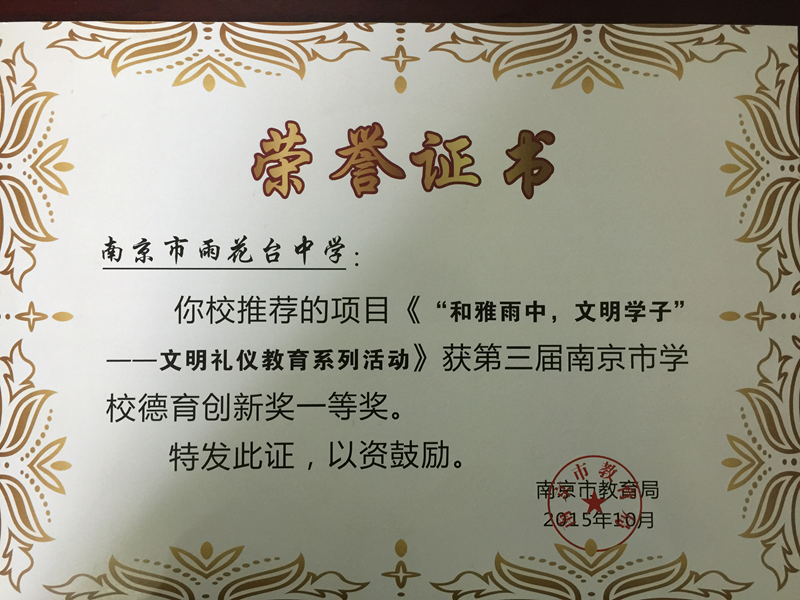 荣誉证书
南京市雨花台中学：
你校推荐的项目《“和雅雨中，文明学子”
——文明礼仪教育系列活动》获第三届南京市学
校德育创新奖一等奖。
特发此证，以资鼓励。
南京市教育局
2015年10月